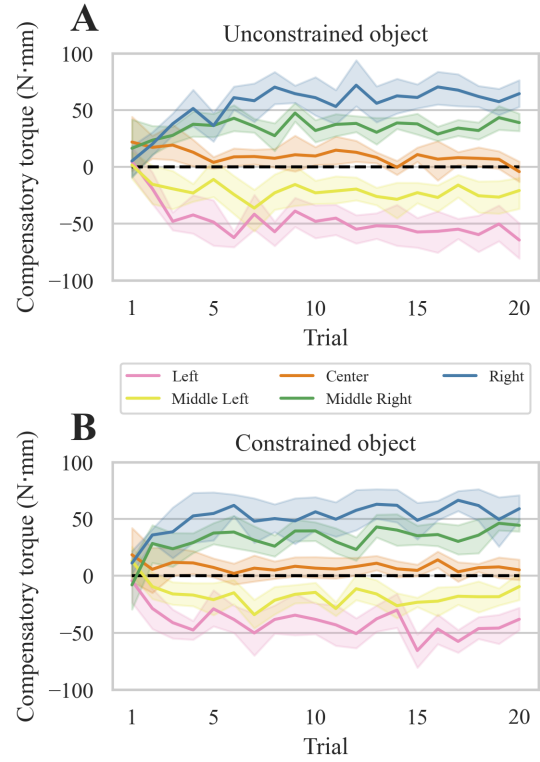 A
Unconstrained object
Compensatory torque (N·mm)
100
50
0
−50
−100
1 5 10 15 20
Trial
Left Center Right
Middle Left Middle Right
B
Constrained object
Compensatory torque (N·mm)
100
50
0
−50
−100
1 5 10 15 20
Trial